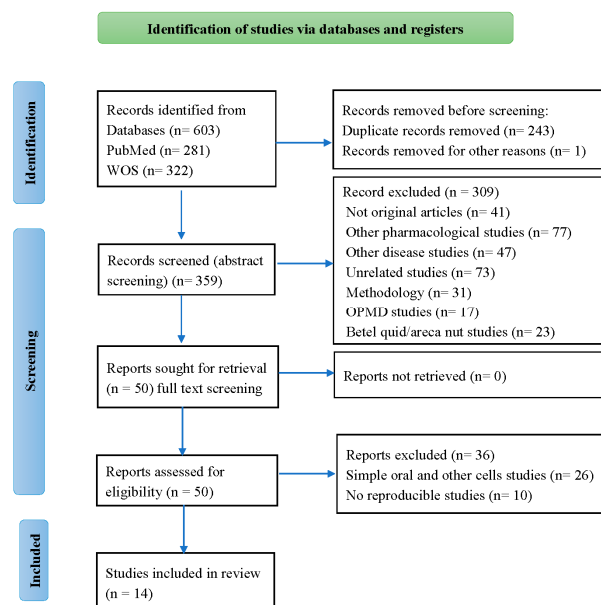 Identification of studies via databases and registers
Identification
Records identified from
Databases (n= 603)
PubMed (n= 281)
WOS (n= 322)
Records removed before screening:
Duplicate records removed (n= 243)
Records removed for other reasons (n= 1)
Screening
Records screened (abstract
screening) (n= 359)
Record excluded (n = 309)
Not original articles (n= 41)
Other pharmacological studies (n= 77)
Other disease studies (n= 47)
Unrelated studies (n= 73)
Methodology (n= 31)
OPMD studies (n= 17)
Betel quid/areca nut studies (n= 23)
Reports sought for retrieval
(n = 50) full text screening
Reports not retrieved (n= 0)
Reports assessed for
eligibility (n = 50)
Reports excluded (n= 36)
Simple oral and other cells studies (n= 26)
No reproducible studies (n= 10)
Included
Studies included in review
(n = 14)